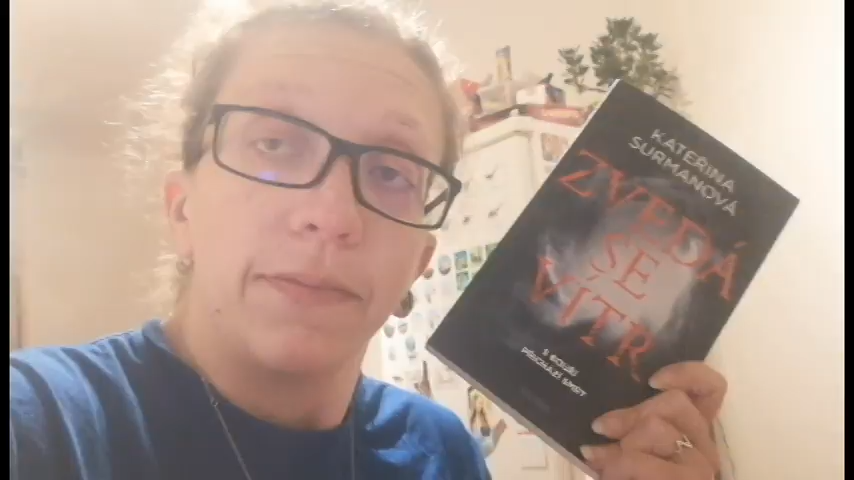 KATEŘINA
SURMANOVÁ
ZVEDÁ
SE
VÍTR
S BOUŘÍ
PŘICHÁZÍ SMRT